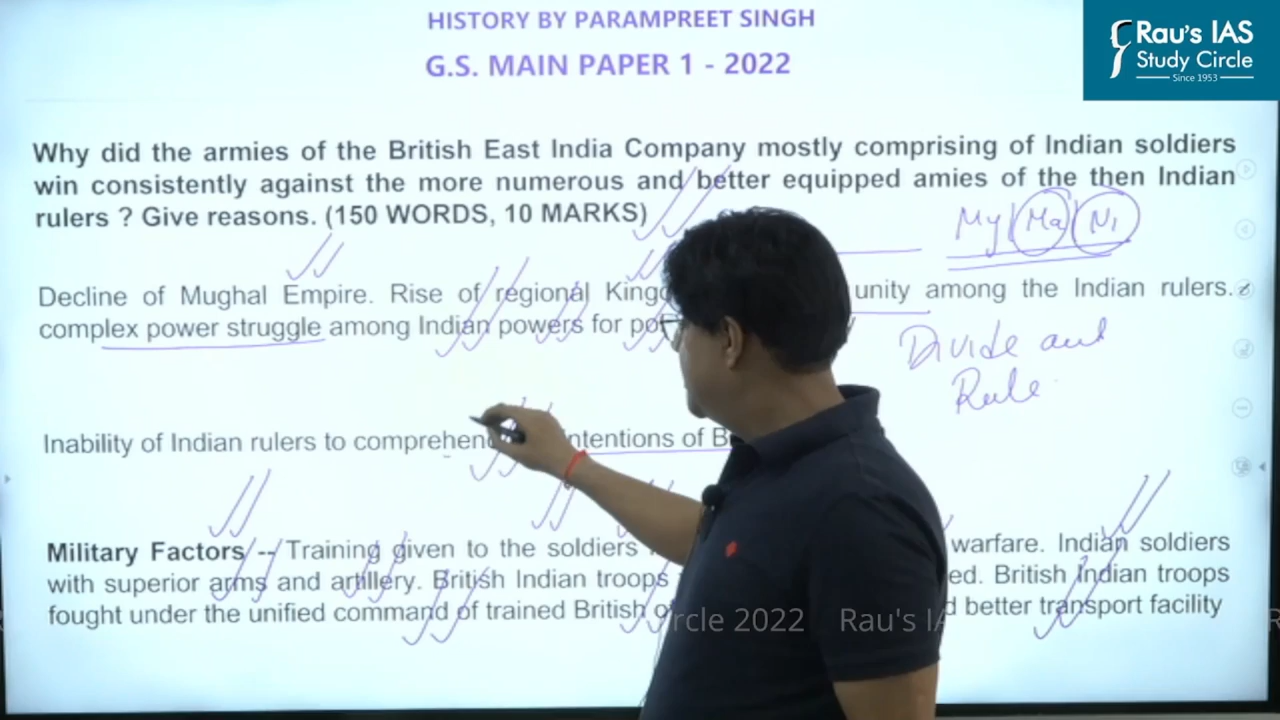 HISTORY BY PARAMPREET SINGH
G.S. MAIN PAPER 1 - 2022
Rau's IAS
Study Circle
Since 1953
Why did the armies of the British East India Company mostly comprising of Indian soldiers
win consistently against the more numerous and better equipped amies of the then Indian
rulers ? Give reasons. (150 WORDS, 10 MARKS)
My Ma Ni
Decline of Mughal Empire. Rise of regional unity among the Indian rulers.
complex power struggle among Indian powers for
Divide and
Rule
Inability of Indian rulers to intentions of
Military Factors -- Training given to the soldiers warfare. Indian soldiers
with superior arms and artillery. British Indian troops British Indian troops
fought under the unified command of trained British better transport facility
2022 Rau's